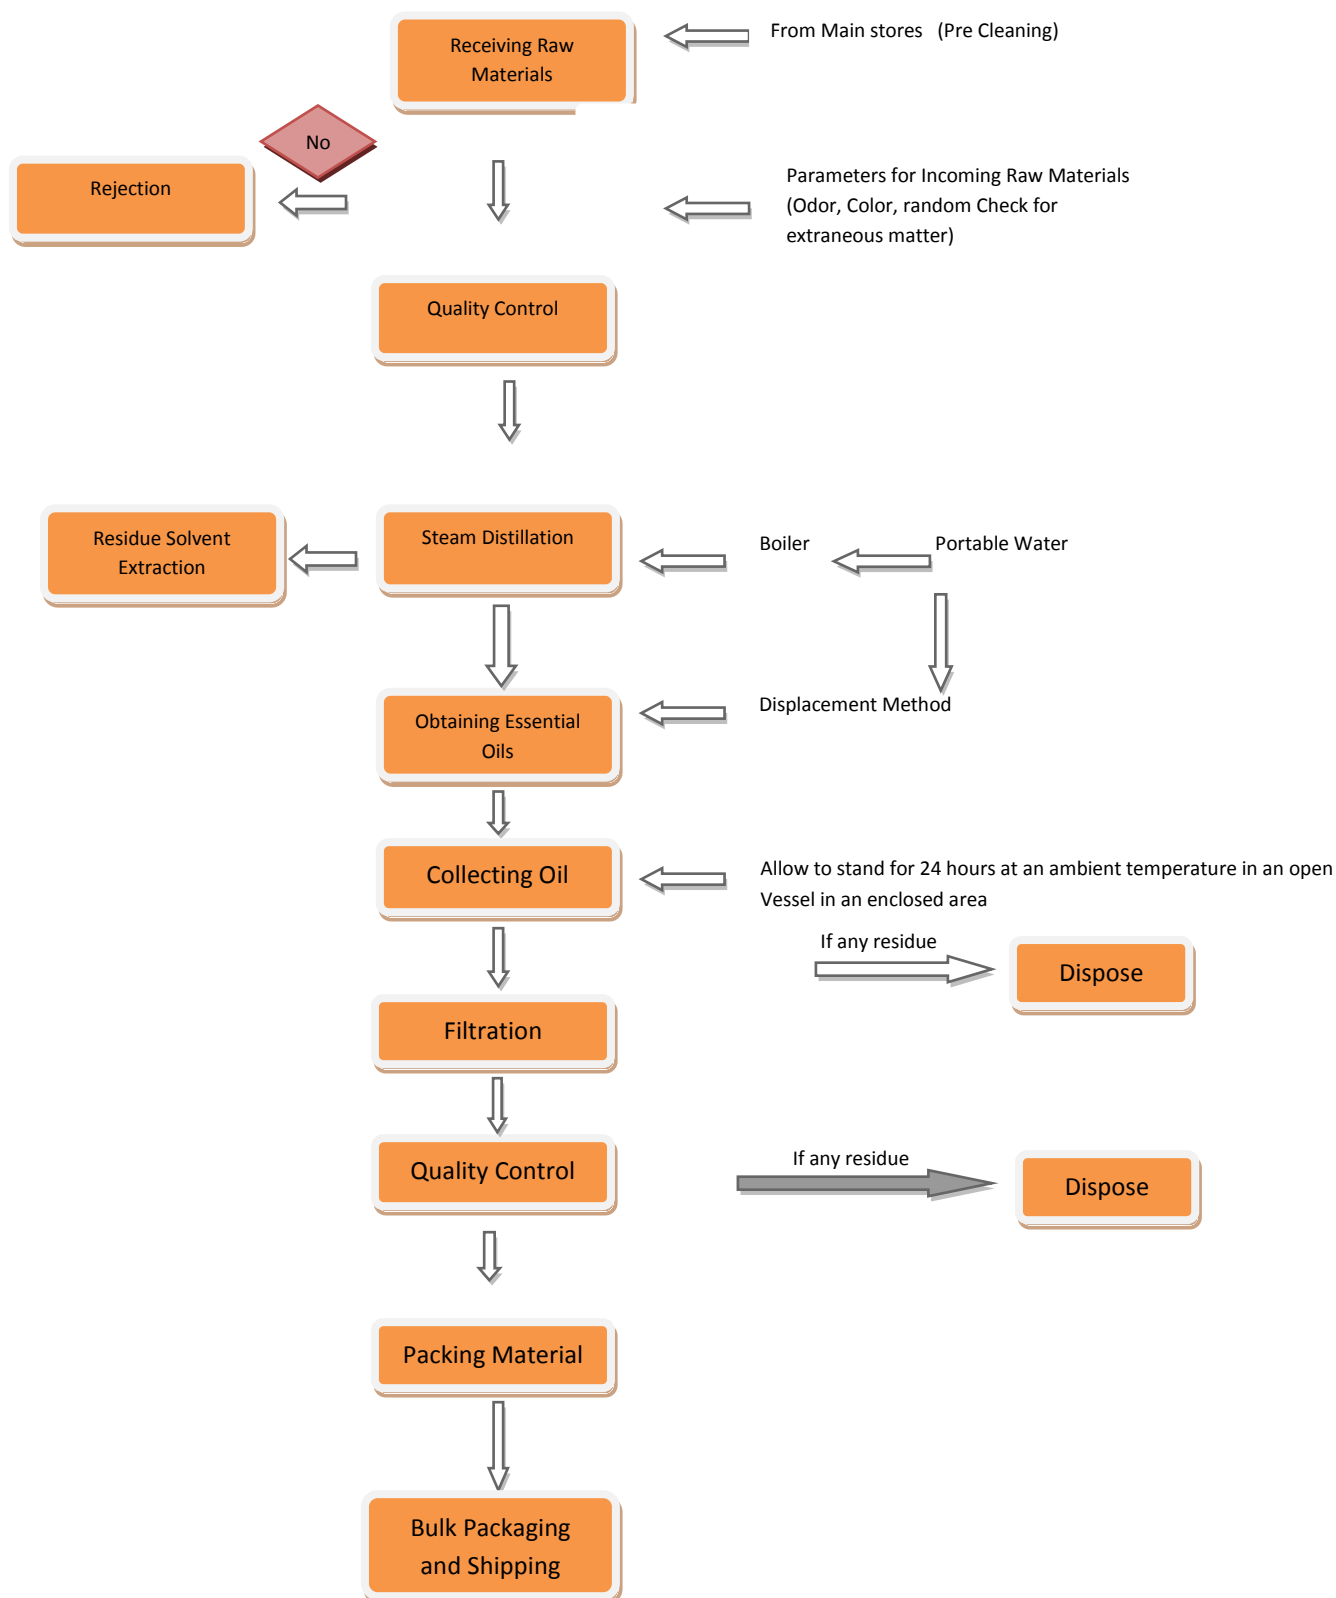 From Main stores   (Pre Cleaning)
Receiving Raw
Materials
No
Rejection
Parameters for Incoming Raw Materials
(Odor, Color, random Check for
extraneous matter)
Quality Control
Residue Solvent
Extraction
Steam Distillation
Boiler
Portable Water
Obtaining Essential
Oils
Displacement Method
Collecting Oil
Allow to stand for 24 hours at an ambient temperature in an open
Vessel in an enclosed area
If any residue
Dispose
Filtration
Quality Control
If any residue
Dispose
Packing Material
Bulk Packaging
and Shipping